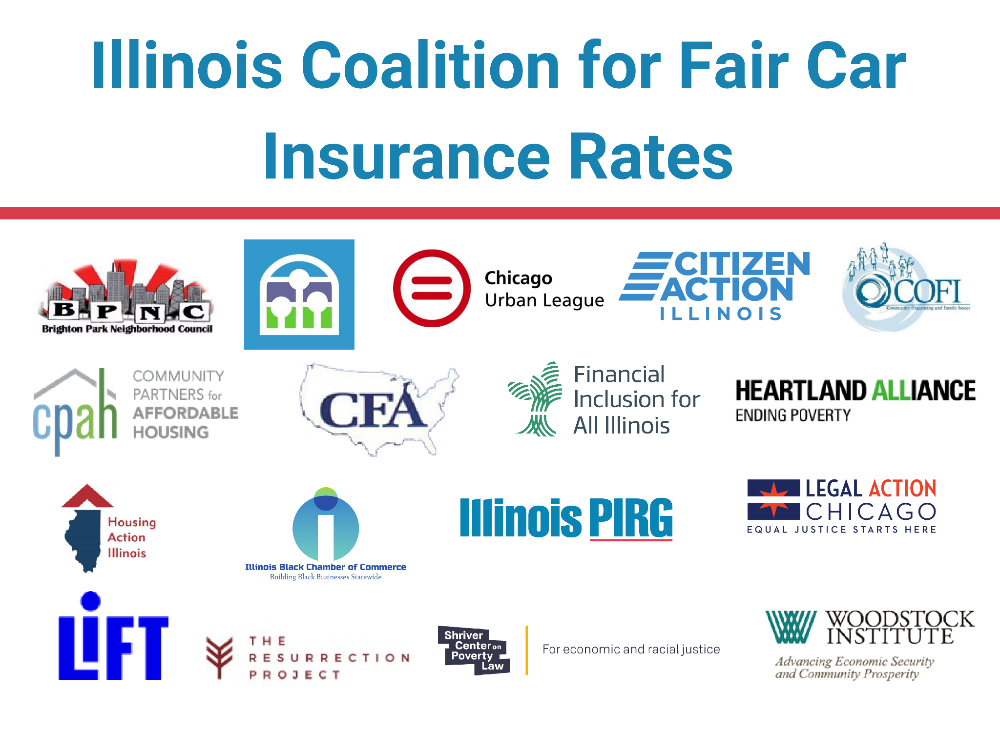 Illinois Coalition for Fair Car
Insurance Rates
BPNC
Brighton Park Neighborhood Council
Chicago
Urban League
CITIZEN
ACTION
ILLINOIS
COFI
Community Organizing and Family Issues
cpah
COMMUNITY
PARTNERS for
AFFORDABLE
HOUSING
CFA
Financial
Inclusion for
All Illinois
HEARTLAND ALLIANCE
ENDING POVERTY
Housing
Action
Illinois
i
Illinois Black Chamber of Commerce
Building Black Businesses Statewide
Illinois PIRG
LEGAL ACTION
CHICAGO
EQUAL JUSTICE STARTS HERE
LiFT
THE
RESURRECTION
PROJECT
Shriver
Center on
Poverty
Law
For economic and racial justice
WOODSTOCK
INSTITUTE
Advancing Economic Security
and Community Prosperity